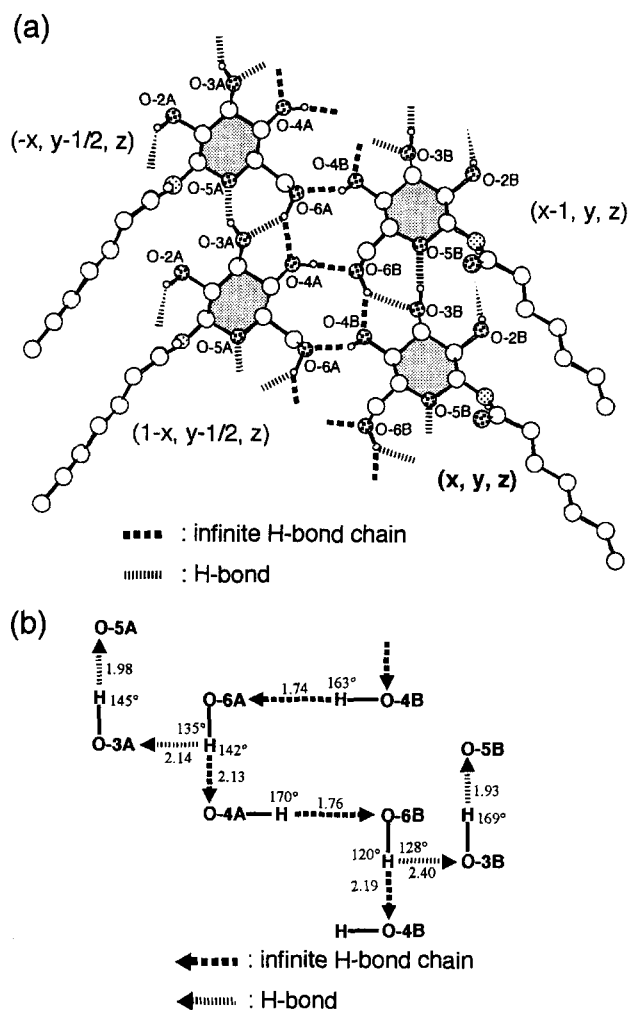 (a)
O-3A
O-2A
O-4A
(-x, y-1/2, z)
O-4B
O-3B
O-2B
O-5A
O-6A
(x-1, y, z)
O-3A
O-5B
O-2A
O-4A
O-6B
O-4B
O-3B
O-2B
O-5A
O-6A
O-5B
(1-x, y-1/2, z)
O-6B
(x, y, z)
: infinite H-bond chain
: H-bond
(b)
O-5A
1.98
H 145°
O-6A 1.74 163° H O-4B
135°
O-3A 2.14 H 142°
O-5B
2.13
1.93
O-4A H 170° 1.76 O-6B
H 169°
120° H 128° 2.40 O-3B
2.19
H O-4B
: infinite H-bond chain
: H-bond